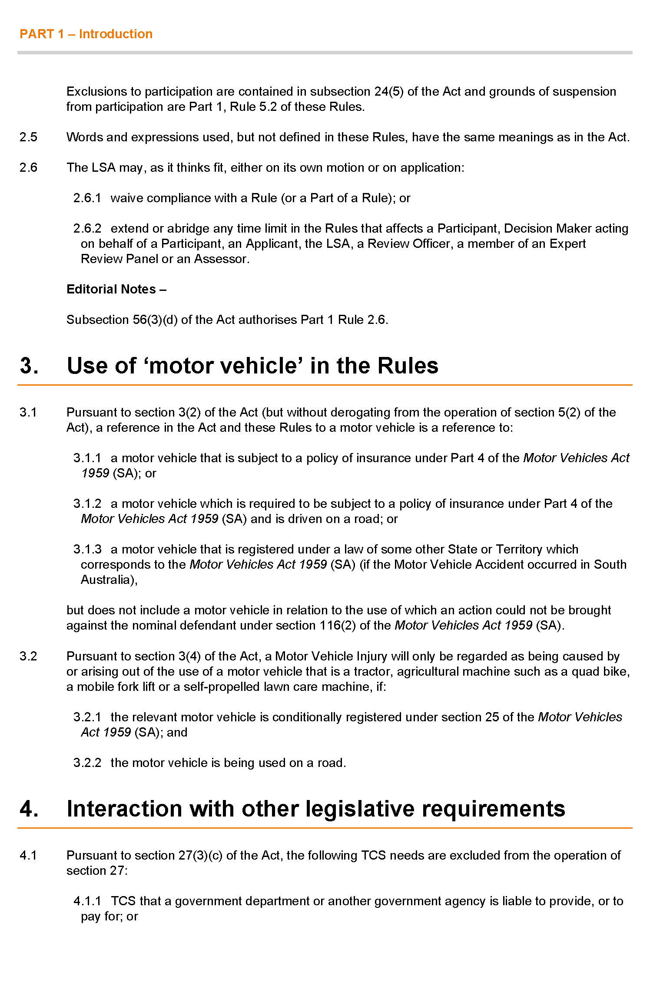 PART 1 – Introduction
Exclusions to participation are contained in subsection 24(5) of the Act and grounds of suspension
from participation are Part 1, Rule 5.2 of these Rules.
2.5 Words and expressions used, but not defined in these Rules, have the same meanings as in the Act.
2.6 The LSA may, as it thinks fit, either on its own motion or on application:
2.6.1 waive compliance with a Rule (or a Part of a Rule); or
2.6.2 extend or abridge any time limit in the Rules that affects a Participant, Decision Maker acting
on behalf of a Participant, an Applicant, the LSA, a Review Officer, a member of an Expert
Review Panel or an Assessor.
Editorial Notes –
Subsection 56(3)(d) of the Act authorises Part 1 Rule 2.6.
3. Use of ‘motor vehicle’ in the Rules
3.1 Pursuant to section 3(2) of the Act (but without derogating from the operation of section 5(2) of the
Act), a reference in the Act and these Rules to a motor vehicle is a reference to:
3.1.1 a motor vehicle that is subject to a policy of insurance under Part 4 of the Motor Vehicles Act
1959 (SA); or
3.1.2 a motor vehicle which is required to be subject to a policy of insurance under Part 4 of the
Motor Vehicles Act 1959 (SA) and is driven on a road; or
3.1.3 a motor vehicle that is registered under a law of some other State or Territory which
corresponds to the Motor Vehicles Act 1959 (SA) (if the Motor Vehicle Accident occurred in South
Australia),
but does not include a motor vehicle in relation to the use of which an action could not be brought
against the nominal defendant under section 116(2) of the Motor Vehicles Act 1959 (SA).
3.2 Pursuant to section 3(4) of the Act, a Motor Vehicle Injury will only be regarded as being caused by
or arising out of the use of a motor vehicle that is a tractor, agricultural machine such as a quad bike,
a mobile fork lift or a self-propelled lawn care machine, if:
3.2.1 the relevant motor vehicle is conditionally registered under section 25 of the Motor Vehicles
Act 1959 (SA); and
3.2.2 the motor vehicle is being used on a road.
4. Interaction with other legislative requirements
4.1 Pursuant to section 27(3)(c) of the Act, the following TCS needs are excluded from the operation of
section 27:
4.1.1 TCS that a government department or another government agency is liable to provide, or to
pay for; or